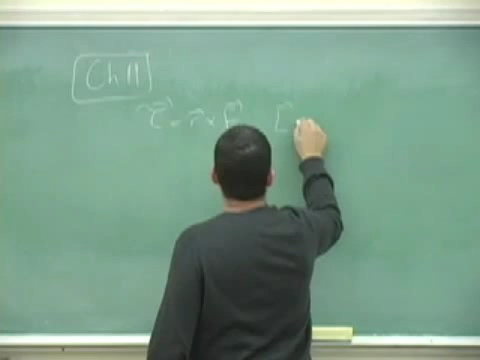 Ch 11
τ⃗ = r⃗ × F⃗ L⃗